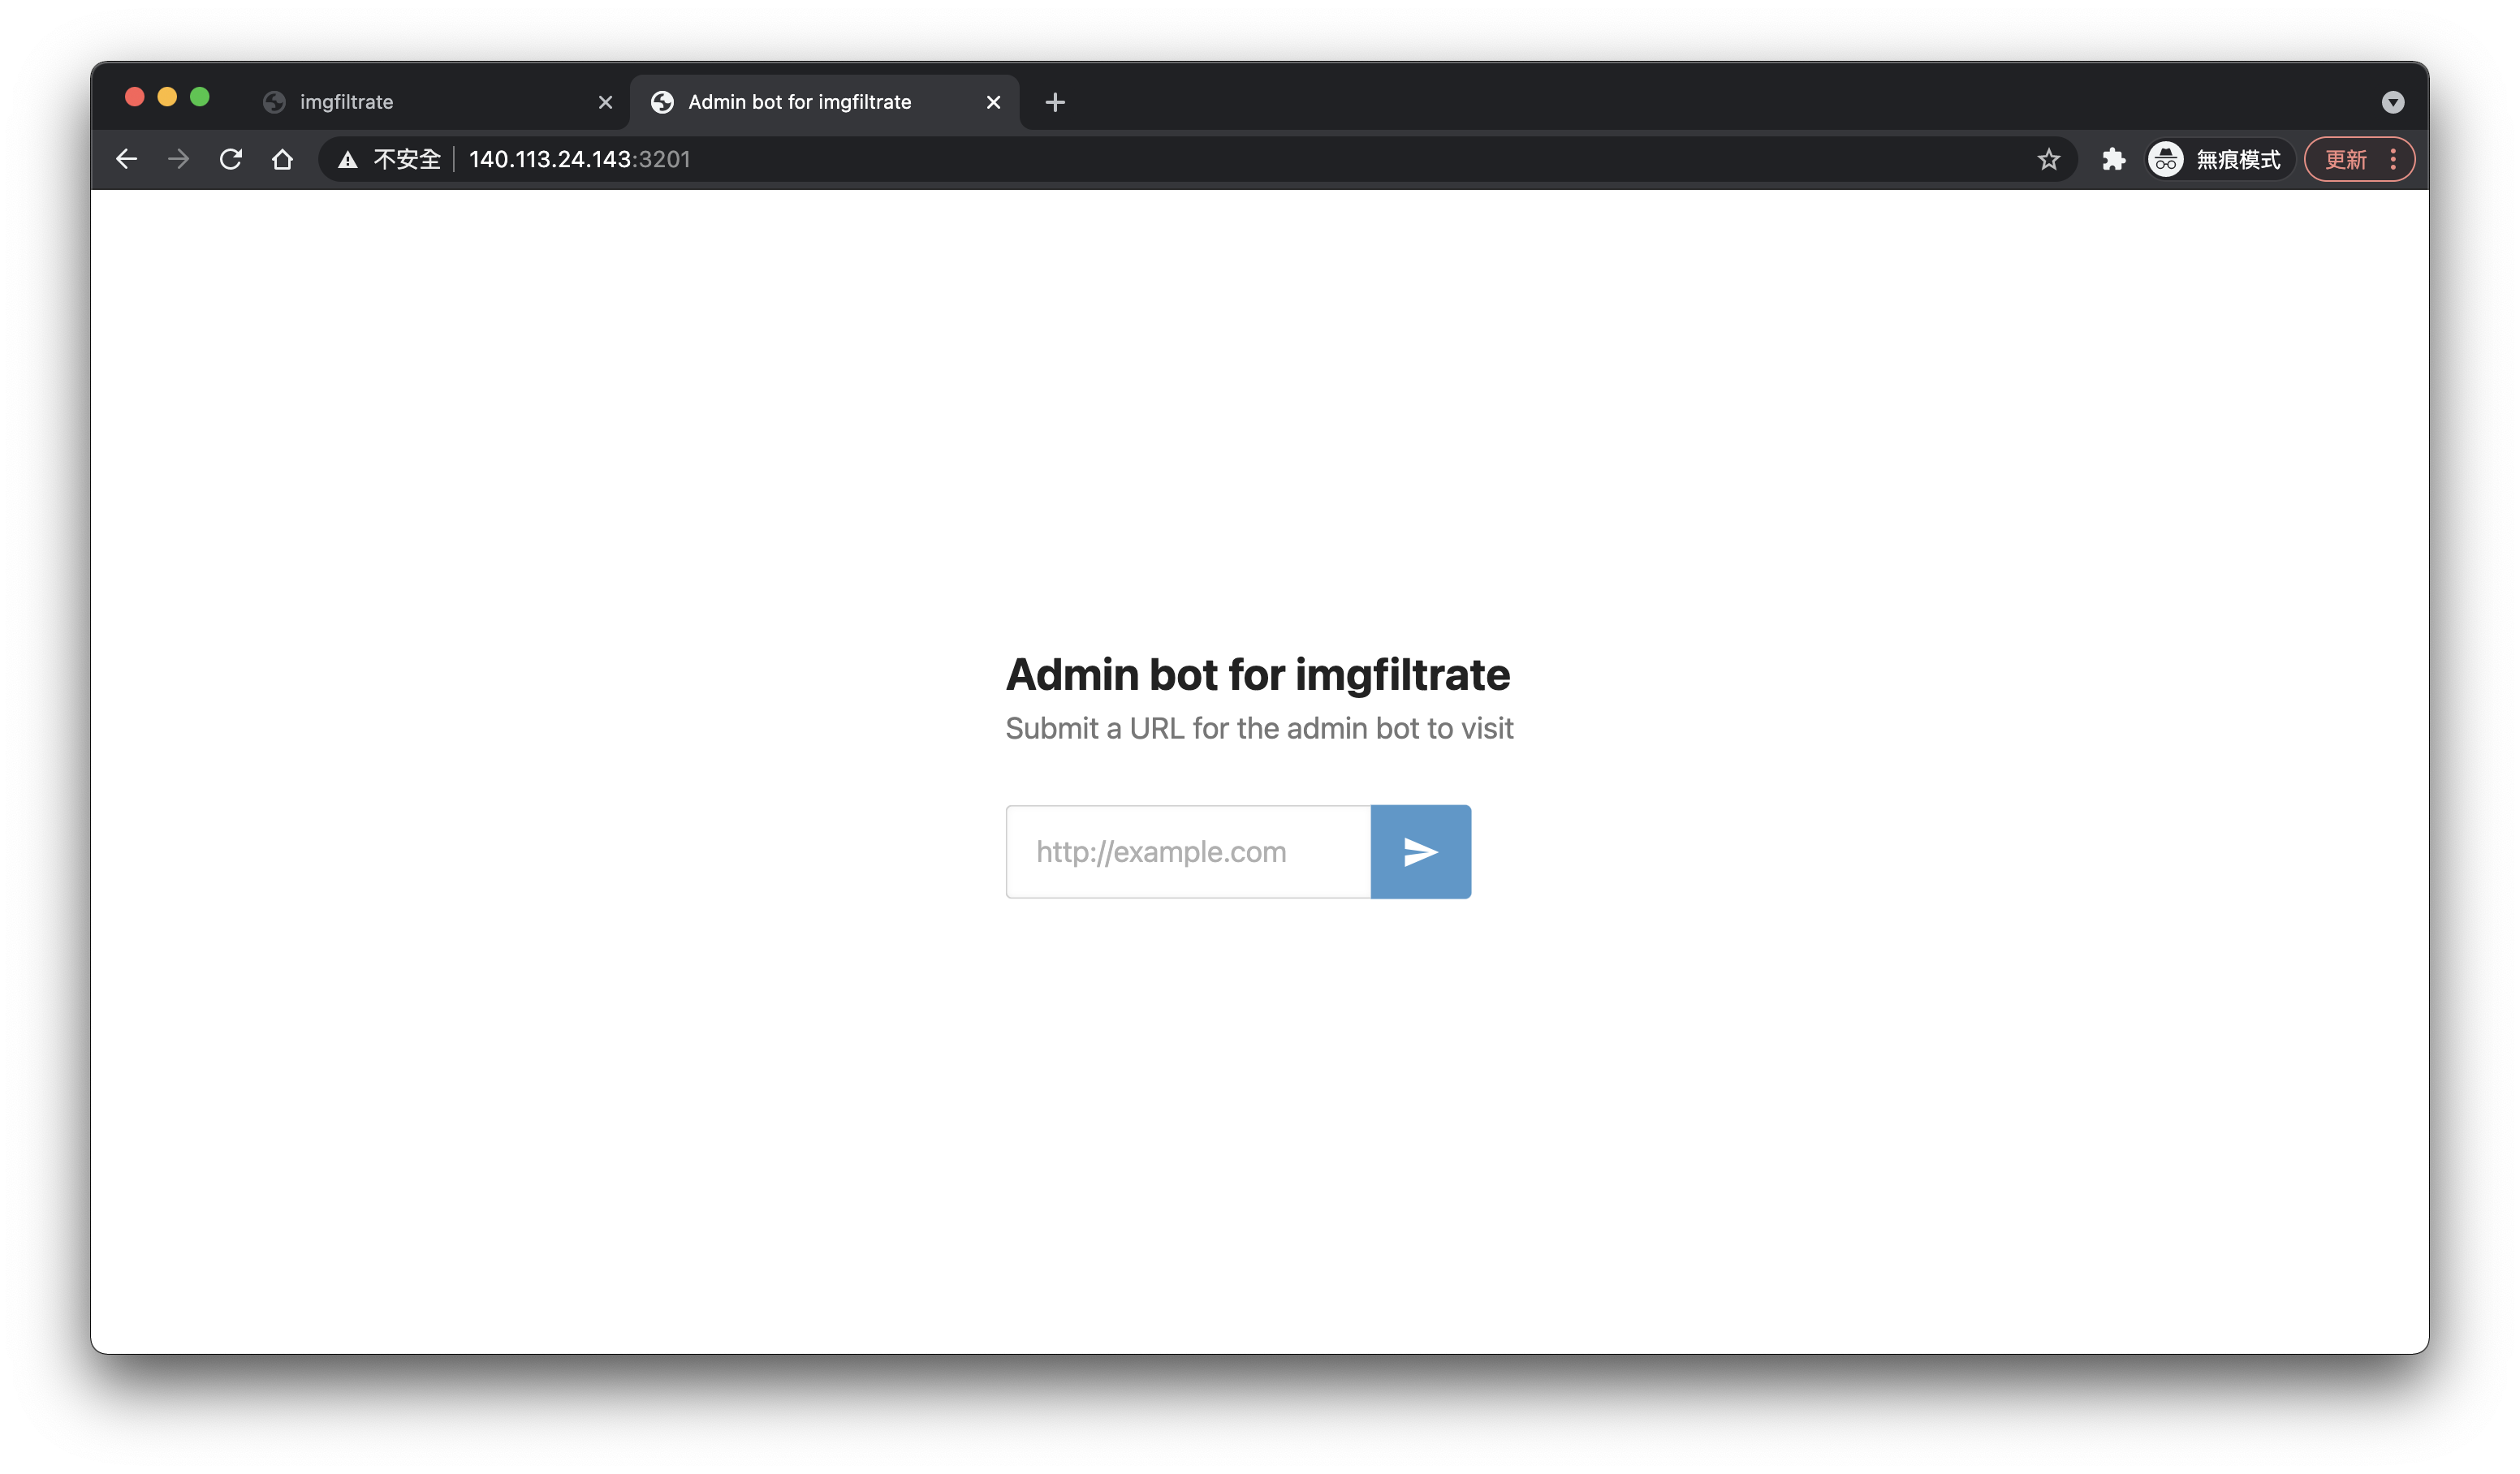 imgfiltrate
Admin bot for imgfiltrate
不安全 140.113.24.143:3201
無痕模式
更新
Admin bot for imgfiltrate
Submit a URL for the admin bot to visit
http://example.com